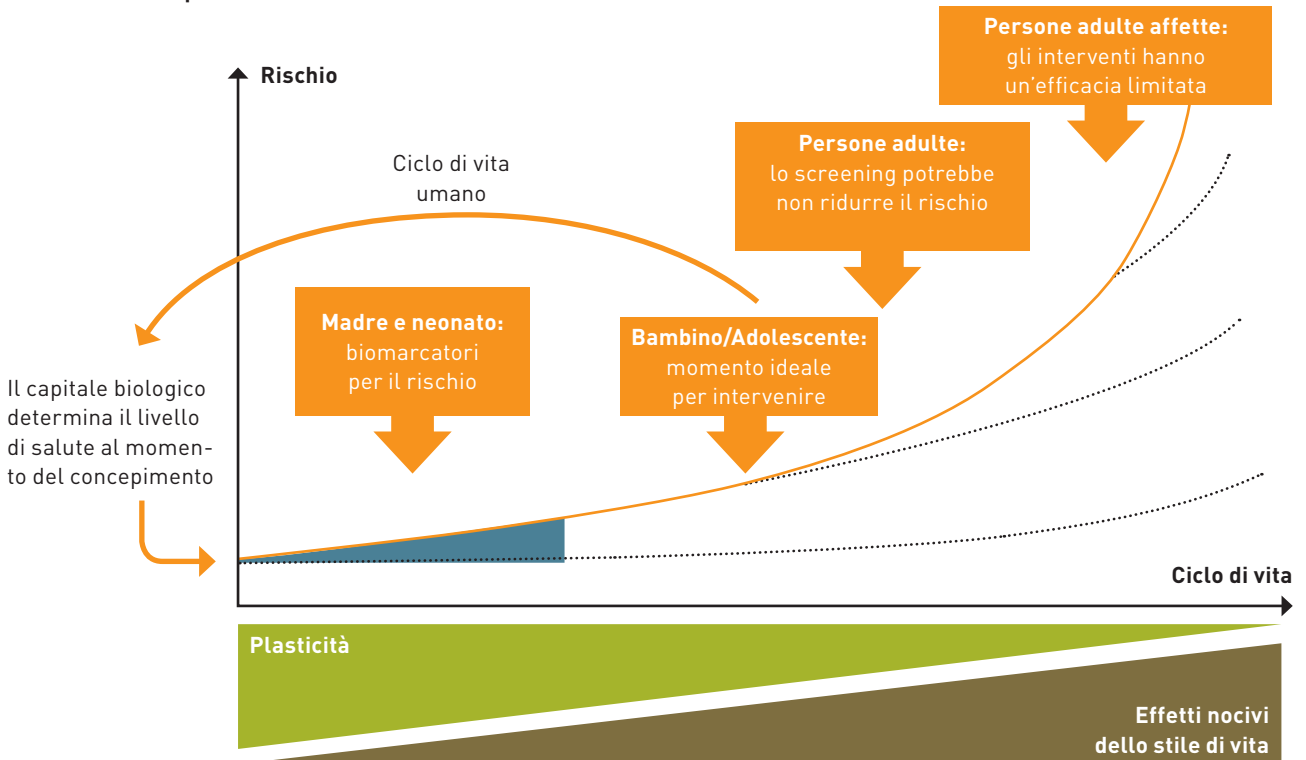 Persone adulte affette:
gli interventi hanno
un'efficacia limitata
Rischio
Persone adulte:
lo screening potrebbe
non ridurre il rischio
Ciclo di vita
umano
Madre e neonato:
biomarcatori
per il rischio
Bambino/Adolescente:
momento ideale
per intervenire
Il capitale biologico
determina il livello
di salute al momen-
to del concepimento
Ciclo di vita
Plasticità
Effetti nocivi
dello stile di vita